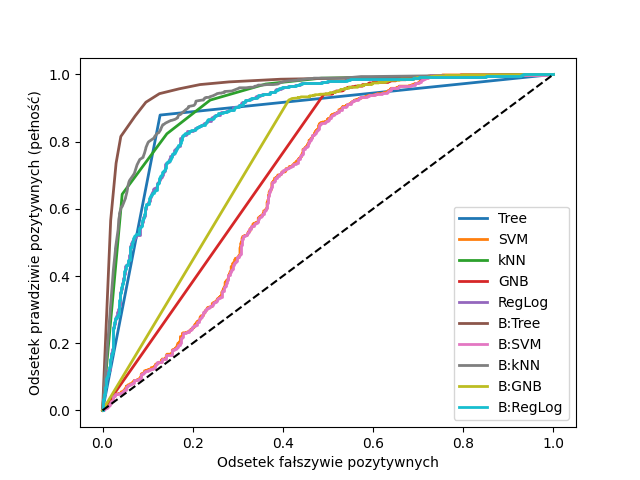 1.0
0.8
0.6
0.4
0.2
0.0
Odsetek prawdziwie pozytywnych (pełność)
0.0 0.2 0.4 0.6 0.8 1.0
Odsetek fałszywie pozytywnych
Tree
SVM
kNN
GNB
RegLog
B:Tree
B:SVM
B:kNN
B:GNB
B:RegLog